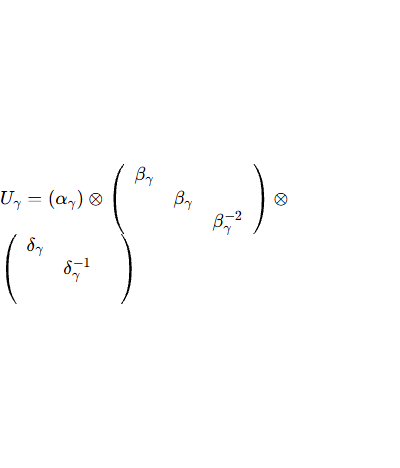 U_γ = (α_γ) ⊗ ( β_γ
β_γ
β_γ^{-2} ) ⊗
( δ_γ
δ_γ^{-1} )